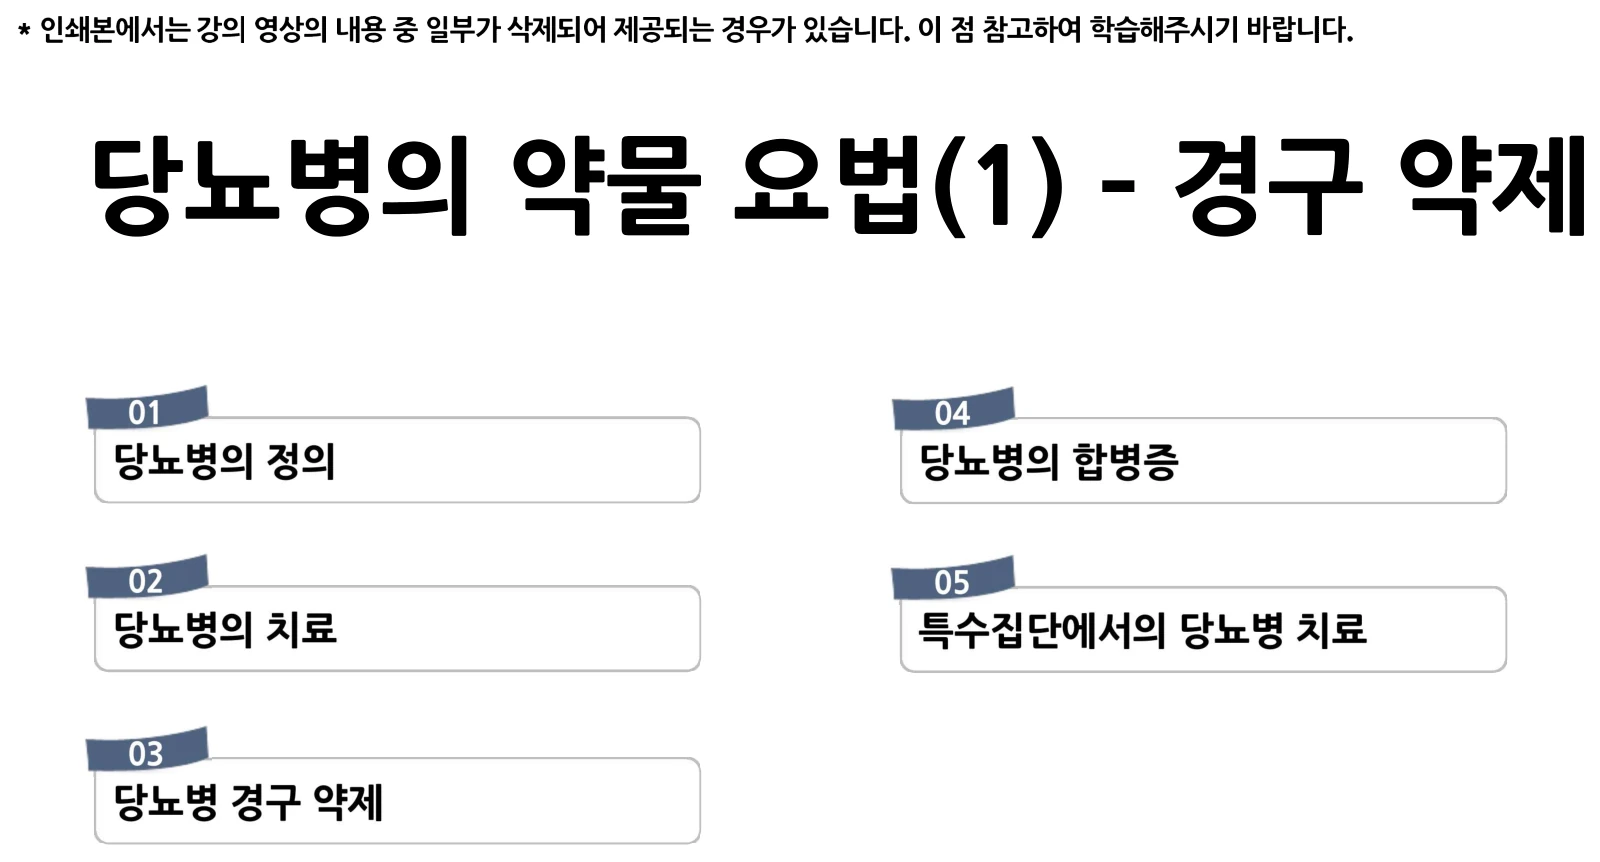 * 인쇄본에서는 강의 영상의 내용 중 일부가 삭제되어 제공되는 경우가 있습니다. 이 점 참고하여 학습해주시기 바랍니다.
당뇨병의 약물 요법(1) - 경구 약제
01
당뇨병의 정의
02
당뇨병의 치료
03
당뇨병 경구 약제
04
당뇨병의 합병증
05
특수집단에서의 당뇨병 치료